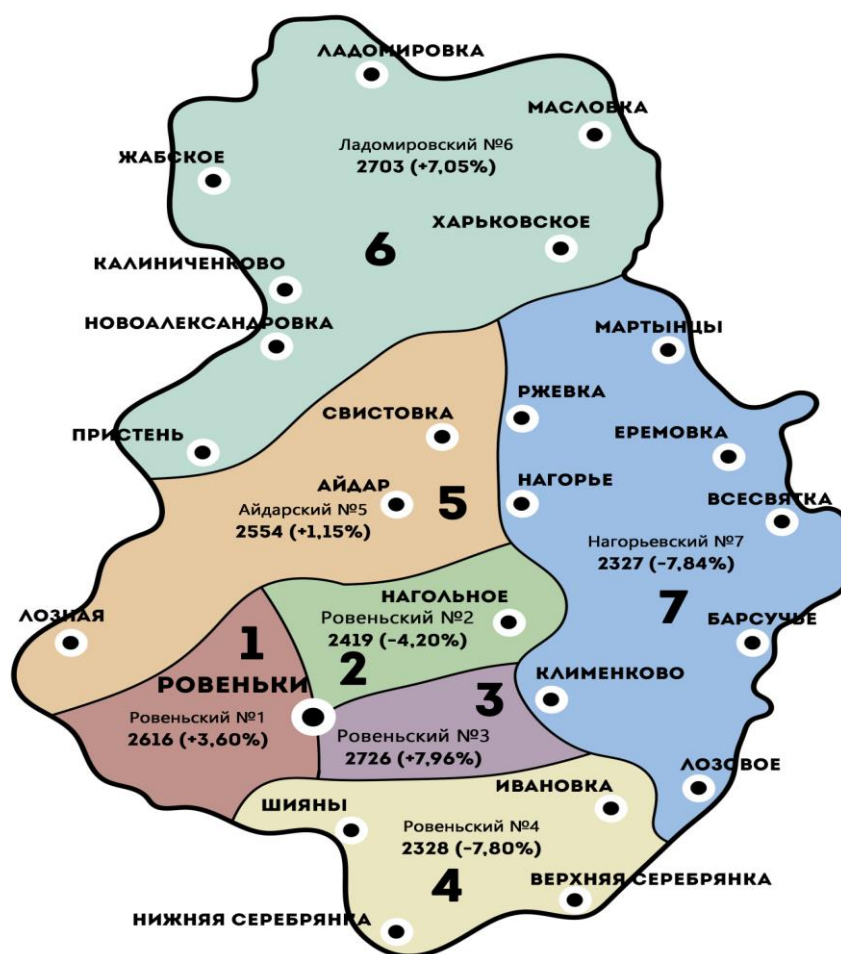 ЛАДОМИРОВКА
МАСЛОВКА
Ладомировский №6
2703 (+7,05%)
ЖАБСКОЕ
ХАРЬКОВСКОЕ
6
КАЛИНИЧЕНКОВО
НОВОАЛЕКСАНДРОВКА
МАРТЫНЦЫ
РЖЕВКА
СВИСТОВКА
ПРИСТЕНЬ
ЕРЕМОВКА
АЙДАР
НАГОРЬЕ
5
ВСЕСВЯТКА
Айдарский №5
2554 (+1,15%)
Нагорьевский №7
2327 (–7,84%)
7
НАГОЛЬНОЕ
ЛОЗНАЯ
Ровеньский №2
2419 (–4,20%)
БАРСУЧЬЕ
1
2
РОВЕНЬКИ
КЛИМЕНКОВО
3
Ровеньский №1
2616 (+3,60%)
Ровеньский №3
2726 (+7,96%)
ЛОЗОВОЕ
ИВАНОВКА
ШИЯНЫ
Ровеньский №4
2328 (–7,80%)
4
ВЕРХНЯЯ СЕРЕБРЯНКА
НИЖНЯЯ СЕРЕБРЯНКА